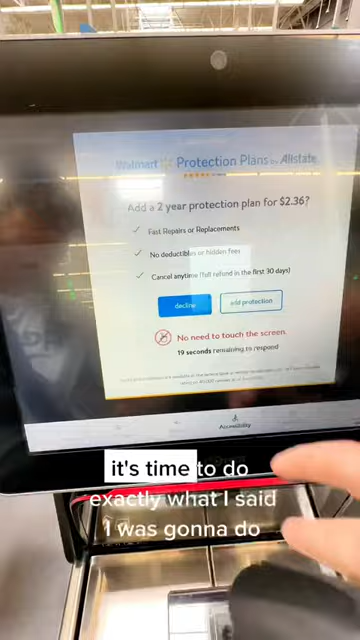 Walmart Protection Plans by Allstate
Add a 2 year protection plan for $2.36?
Fast Repairs or Replacements
No deductibles or hidden fees
Cancel anytime (full refund in the first 30 days)
decline
add protection
No need to touch the screen.
19 seconds remaining to respond
Accessibility
it's time to do
exactly what I said
I was gonna do